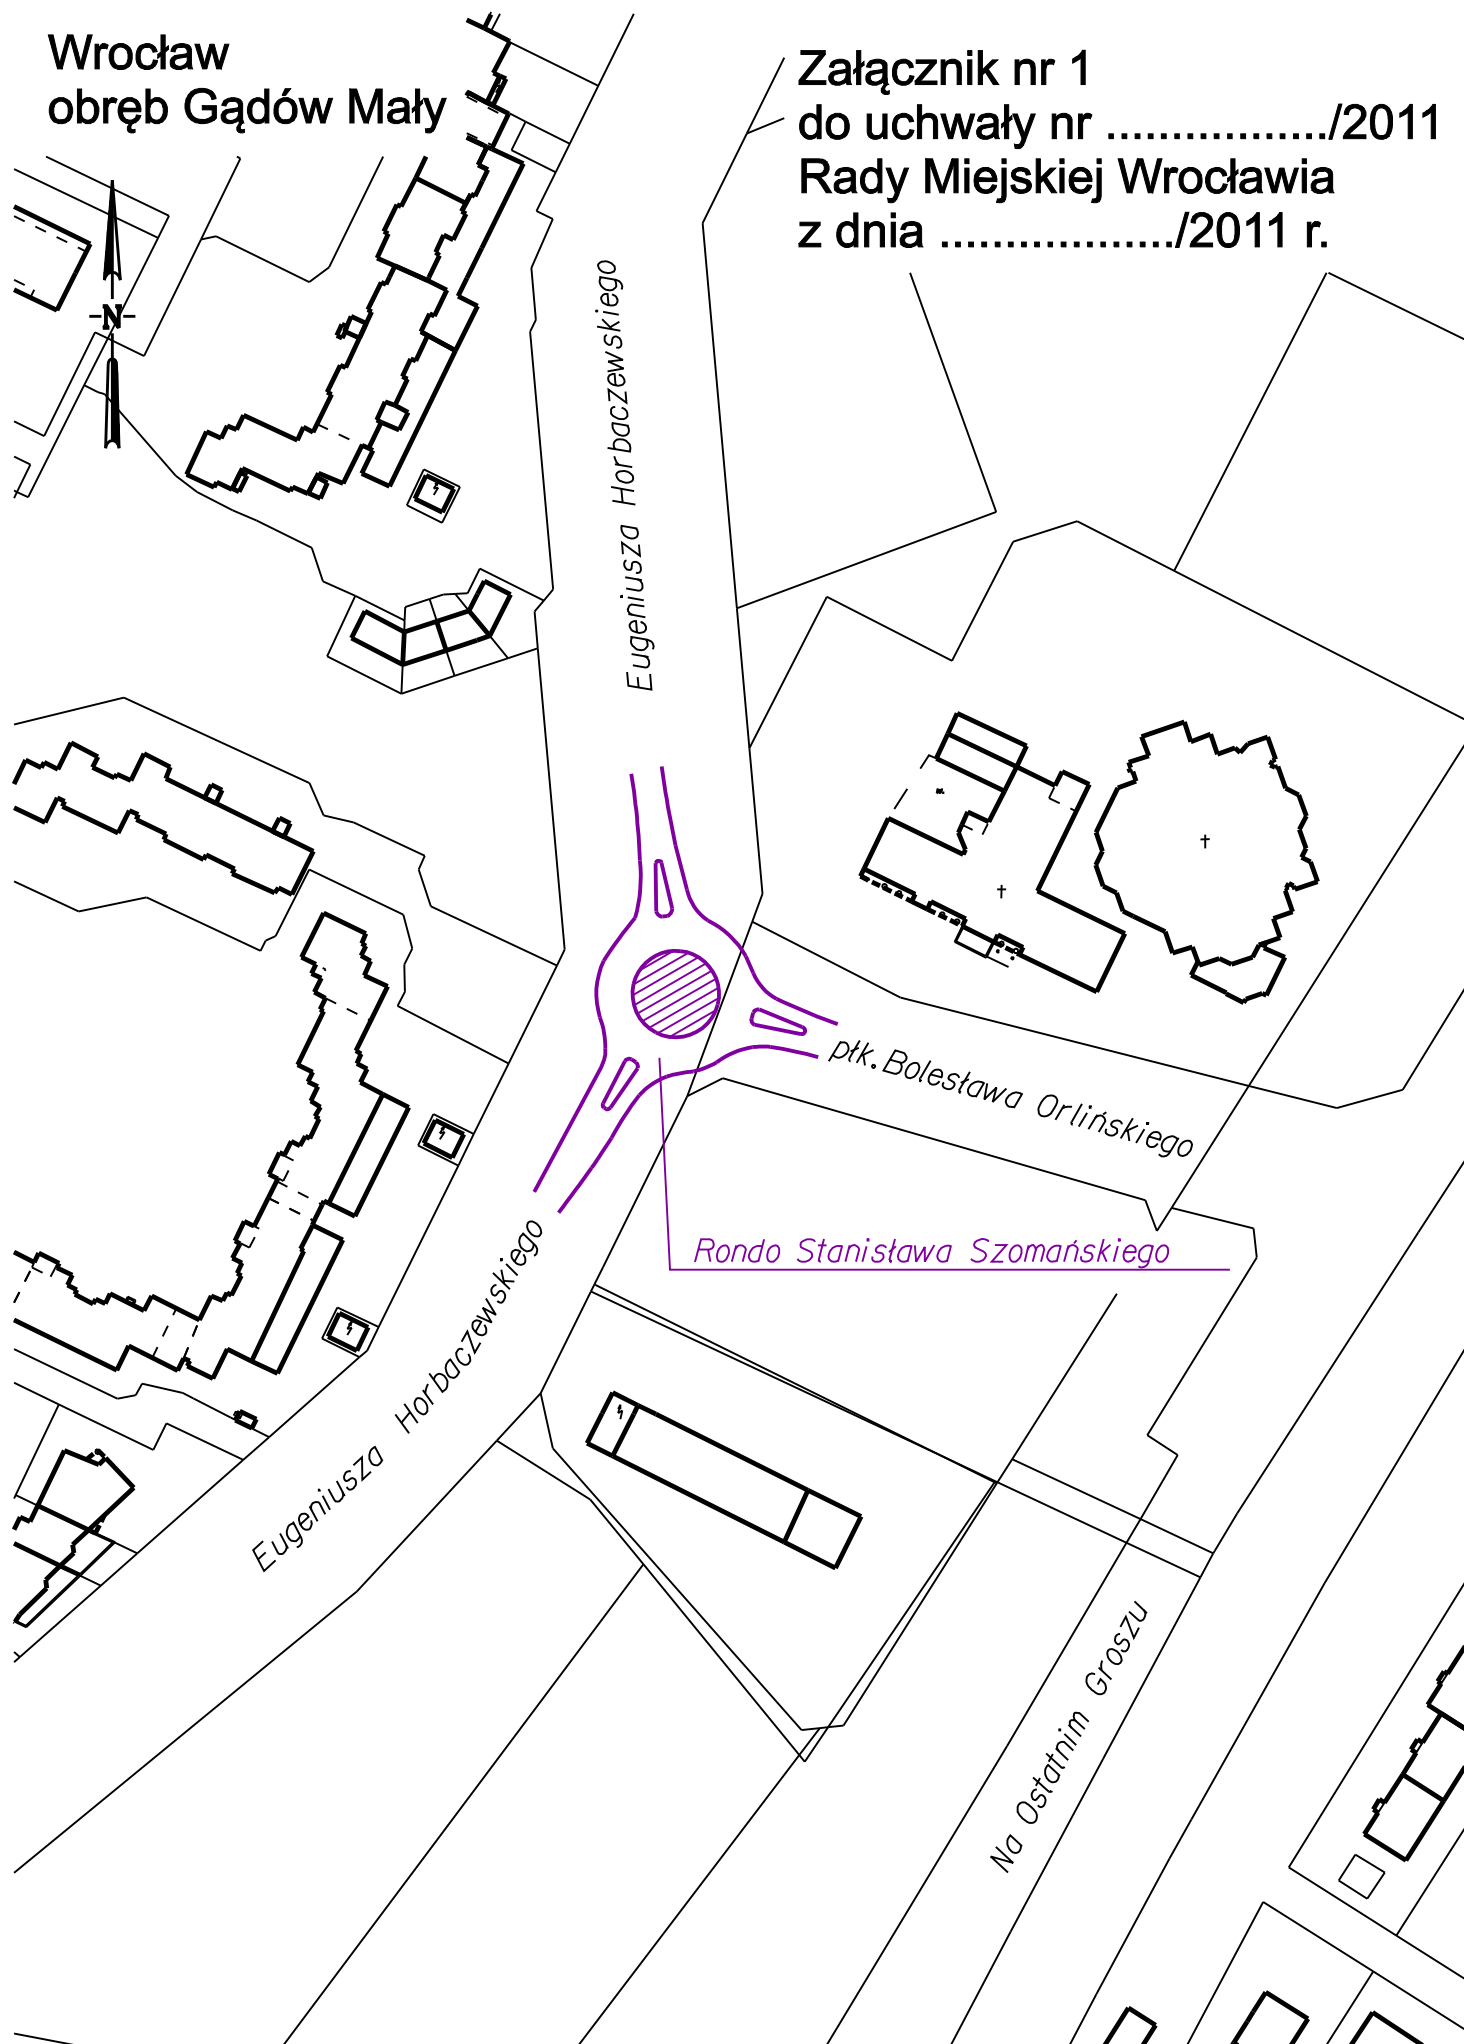 Wrocław
obręb Gądów Mały
Załącznik nr 1
do uchwały nr ................./2011
Rady Miejskiej Wrocławia
z dnia ................../2011 r.
N
Eugeniusza Horbaczewskiego
płk. Bolesława Orlińskiego
Rondo Stanisława Szomańskiego
Eugeniusza Horbaczewskiego
Na Ostatnim Groszu